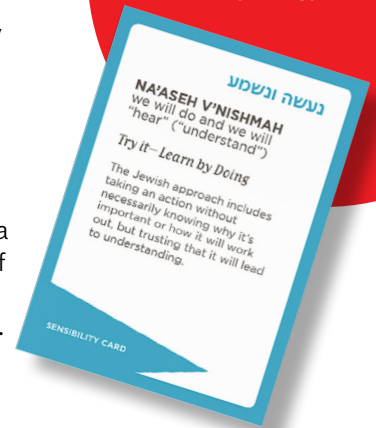 נעשה ונשמע
NA'ASEH V'NISHMAH
we will do and we will
"hear" ("understand")
Try it—Learn by Doing
The Jewish approach includes
taking an action without
necessarily knowing why it's
important or how it will work
out, but trusting that it will lead
to understanding.
SENSIBILITY CARD
a